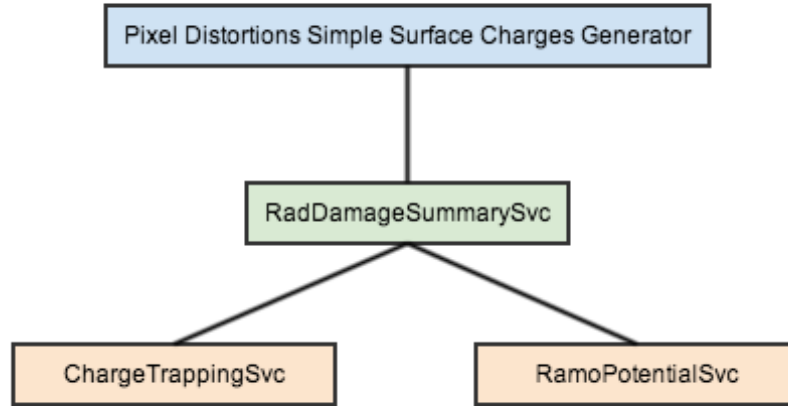 Pixel Distortions Simple Surface Charges Generator
RadDamageSummarySvc
ChargeTrappingSvc
RamoPotentialSvc